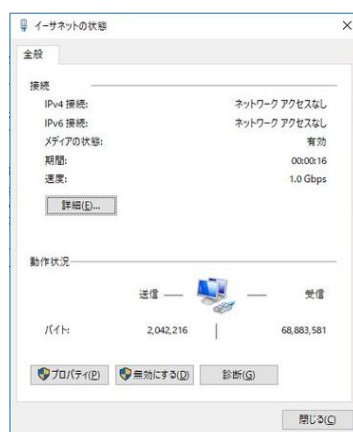 イーサネットの状態
全般
接続
IPv4 接続: ネットワーク アクセスなし
IPv6 接続: ネットワーク アクセスなし
メディアの状態: 有効
期間: 00:00:16
速度: 1.0 Gbps
詳細(E)...
動作状況
送信 — — 受信
バイト: 2,042,216 | 68,883,581
プロパティ(P) 無効にする(D) 診断(G)
閉じる(C)